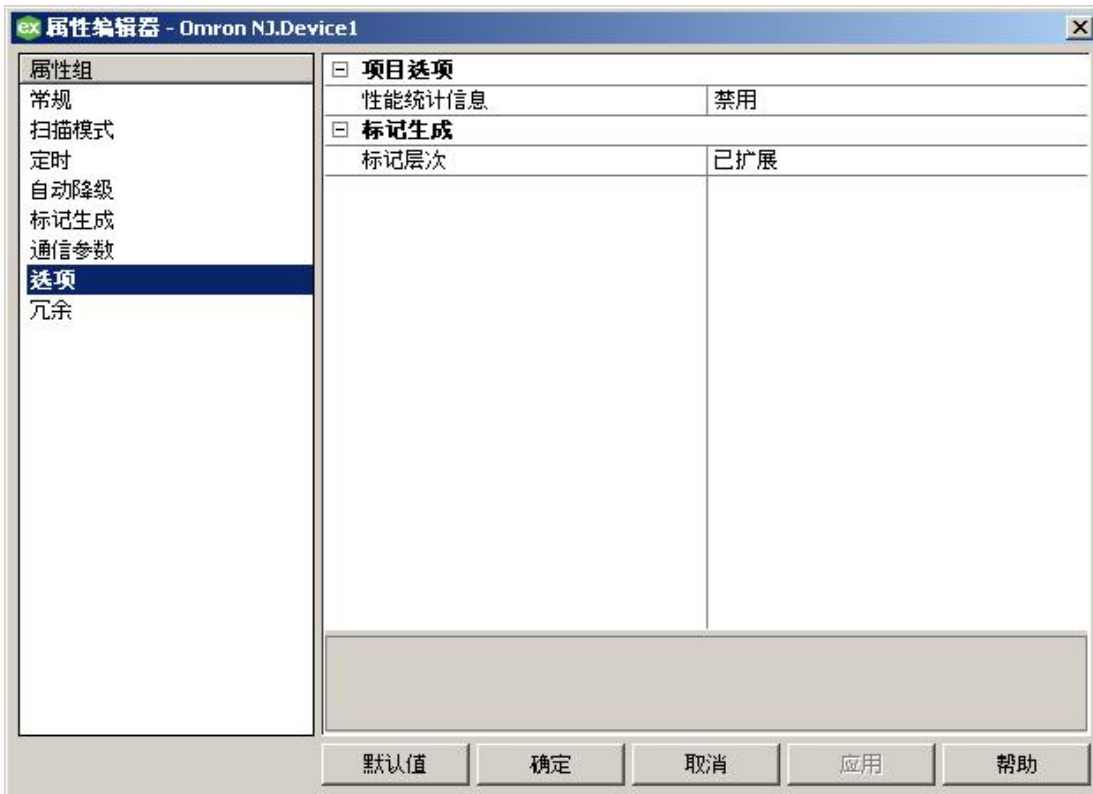 ex 属性编辑器 - Omron NJ.Device1
属性组
常规
扫描模式
定时
自动降级
标记生成
通信参数
选项
冗余
项目选项
性能统计信息 禁用
标记生成
标记层次 已扩展
默认值 确定 取消 应用 帮助